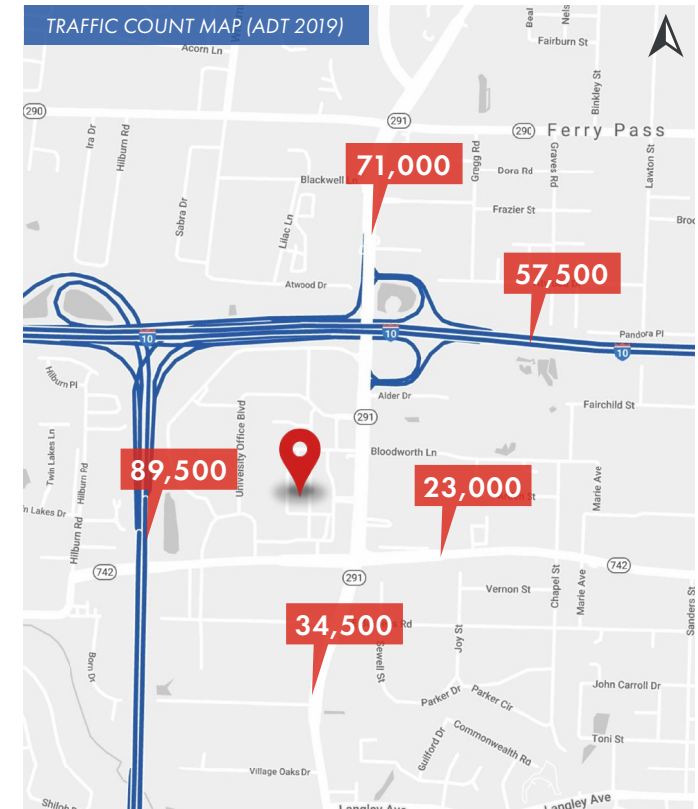 TRAFFIC COUNT MAP (ADT 2019)
Acorn Ln
Beal
Nels
Fairburn St
Binkley St
290
291
290
Ferry Pass
Ira Dr
Hilburn Rd
71,000
Gregg Rd
Graves Rd
Lawton St
Blackwell
Dora Rd
Sabra Dr
Lilac Ln
Frazier St
Broo
57,500
Atwood Dr
10
10
10
Pandora Pl
Hilburn Pl
Alder Dr
Fairchild St
291
University Office Blvd
Twin Lakes Ln
Bloodworth Ln
89,500
23,000
Hilburn Rd
Marie Ave
n Lakes Dr
Hilburn Rd
742
291
742
Vernon St
Chapel St
Marie Ave
Sanders St
34,500
Rd
Joy St
Sewell St
Born Dr
Parker Dr
Parker Cir
John Carroll Dr
Guilford Dr
Commonwealth Rd
Toni St
Village Oaks Dr
Shiloh
Langley Ave
Langley Ave